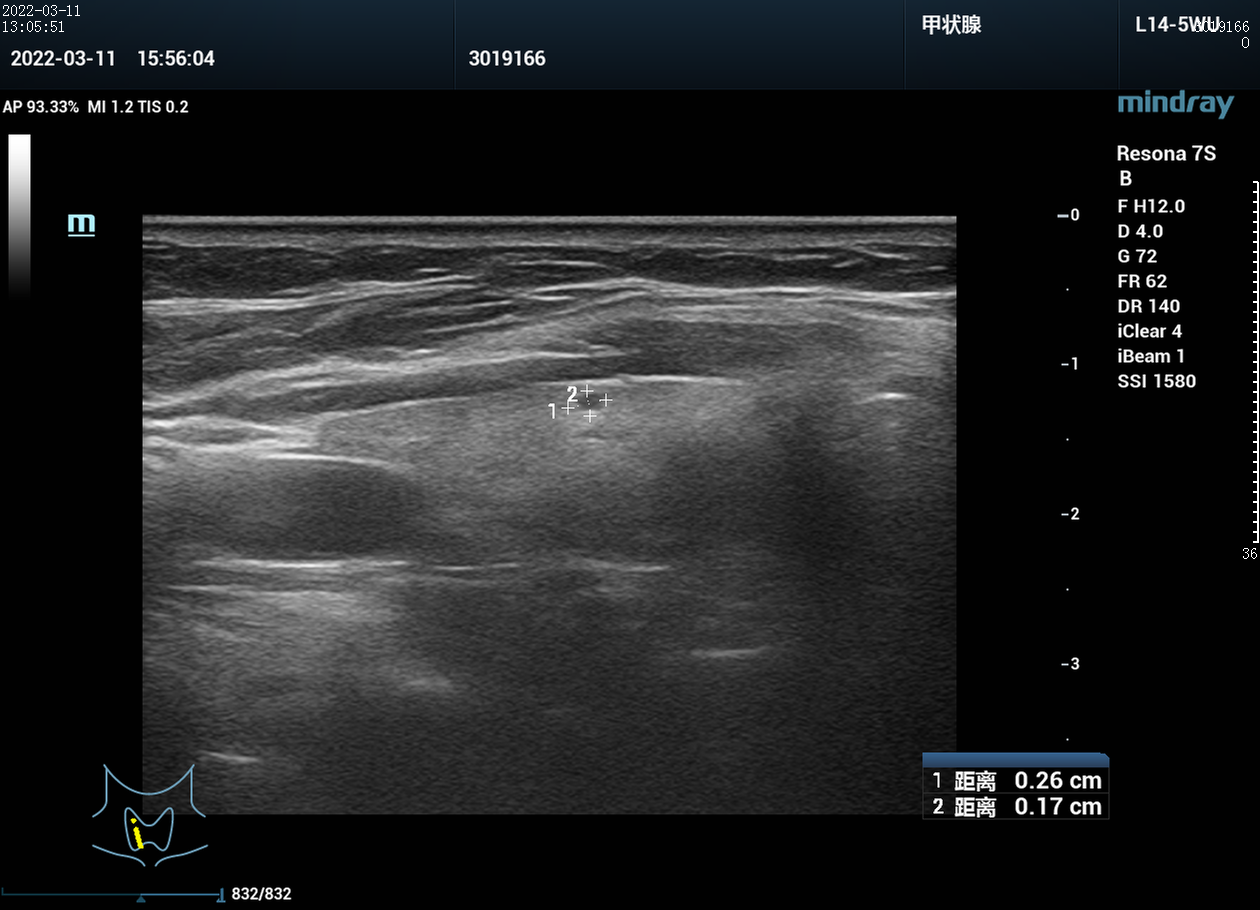 2022-03-11
13:05:51
2022-03-11 15:56:04
3019166
甲状腺
L14-5WU
3019166
0
AP 93.33% MI 1.2 TIS 0.2
mindray
Resona 7S
B
F H12.0
D 4.0
G 72
FR 62
DR 140
iClear 4
iBeam 1
SSI 1580
m
0
1
2
3
2
1
36
1 距离 0.26 cm
2 距离 0.17 cm
832/832